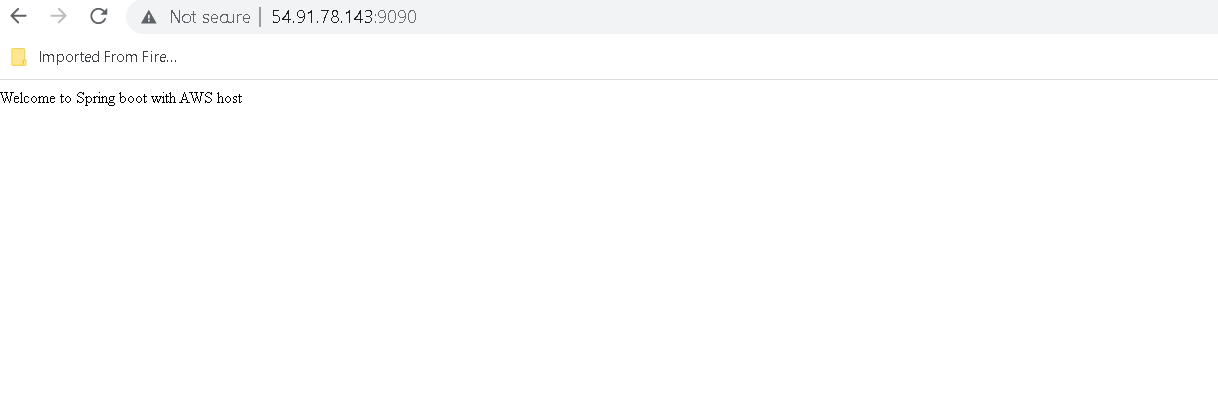 Not secure | 54.91.78.143:9090
Imported From Fire...
Welcome to Spring boot with AWS host